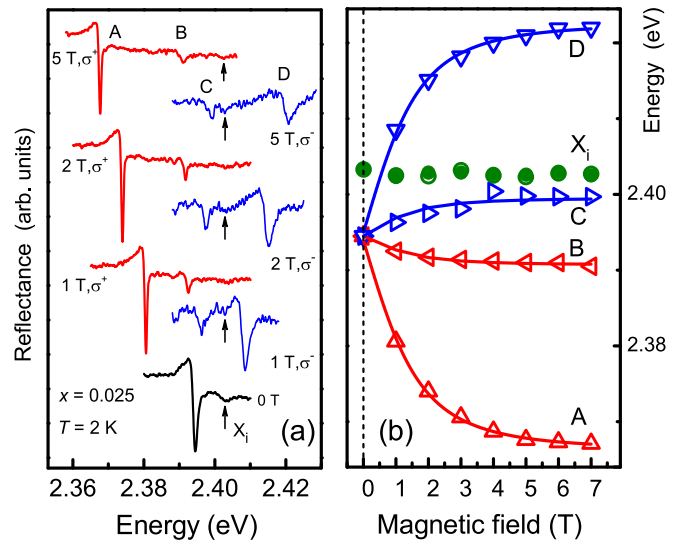 A
B
5 T,σ⁺
C
D
5 T,σ⁻
2 T,σ⁺
2 T,σ⁻
1 T,σ⁺
1 T,σ⁻
x = 0.025
0 T
T = 2 K
Xᵢ
(a)
2.36 2.38 2.40 2.42
Energy (eV)
Reflectance (arb. units)
D
Xᵢ
C
B
A
(b)
0 1 2 3 4 5 6 7
Magnetic field (T)
2.40
2.38
Energy (eV)